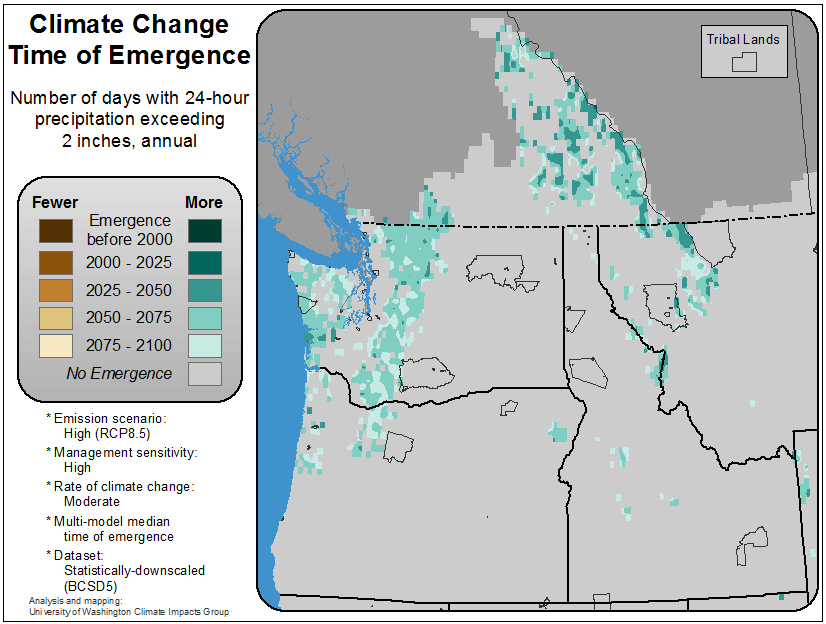 Climate Change
Time of Emergence
Number of days with 24-hour
precipitation exceeding
2 inches, annual
Fewer More
Emergence
before 2000
2000 - 2025
2025 - 2050
2050 - 2075
2075 - 2100
No Emergence
* Emission scenario:
High (RCP8.5)
* Management sensitivity:
High
* Rate of climate change:
Moderate
* Multi-model median
time of emergence
* Dataset:
Statistically-downscaled
(BCSD5)
Analysis and mapping:
University of Washington Climate Impacts Group
Tribal Lands